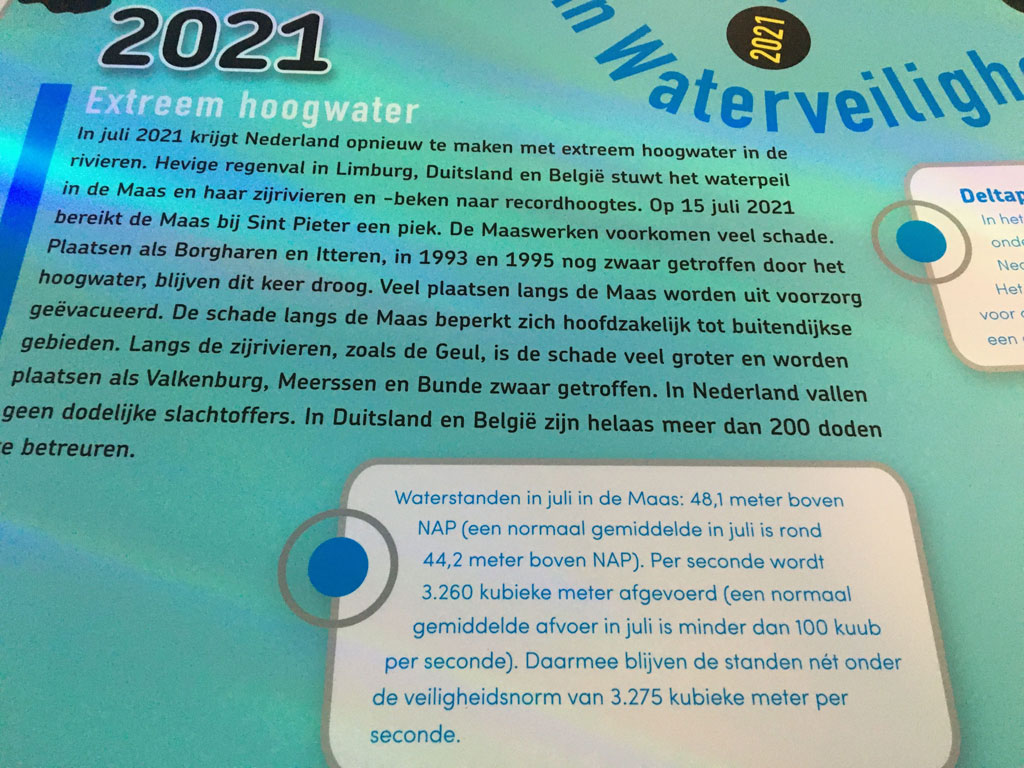 2021
Extreem hoogwater
In juli 2021 krijgt Nederland opnieuw te maken met extreem hoogwater in de
rivieren. Hevige regenval in Limburg, Duitsland en België stuwt het waterpeil
in de Maas en haar zijrivieren en –beken naar recordhoogtes. Op 15 juli 2021
bereikt de Maas bij Sint Pieter een piek. De Maaswerken voorkomen veel schade.
Plaatsen als Borgharen en Itteren, in 1993 en 1995 nog zwaar getroffen door het
hoogwater, blijven dit keer droog. Veel plaatsen langs de Maas worden uit voorzorg
geëvacueerd. De schade langs de Maas beperkt zich hoofdzakelijk tot buitendijkse
gebieden. Langs de zijrivieren, zoals de Geul, is de schade veel groter en worden
plaatsen als Valkenburg, Meerssen en Bunde zwaar getroffen. In Nederland vallen
geen dodelijke slachtoffers. In Duitsland en België zijn helaas meer dan 200 doden
e betreuren.
Waterstanden in juli in de Maas: 48,1 meter boven
NAP (een normaal gemiddelde in juli is rond
44,2 meter boven NAP). Per seconde wordt
3.260 kubieke meter afgevoerd (een normaal
gemiddelde afvoer in juli is minder dan 100 kuub
per seconde). Daarmee blijven de standen nét onder
de veiligheidsnorm van 3.275 kubieke meter per
seconde.
2021
in Waterveiligh
Deltap
In het
onde
Ned
Het
voor
een